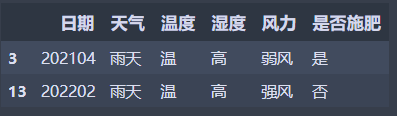 日期 天气 温度 湿度 风力 是否施肥
3 202104 雨天 温 高 弱风 是
13 202202 雨天 温 高 强风 否